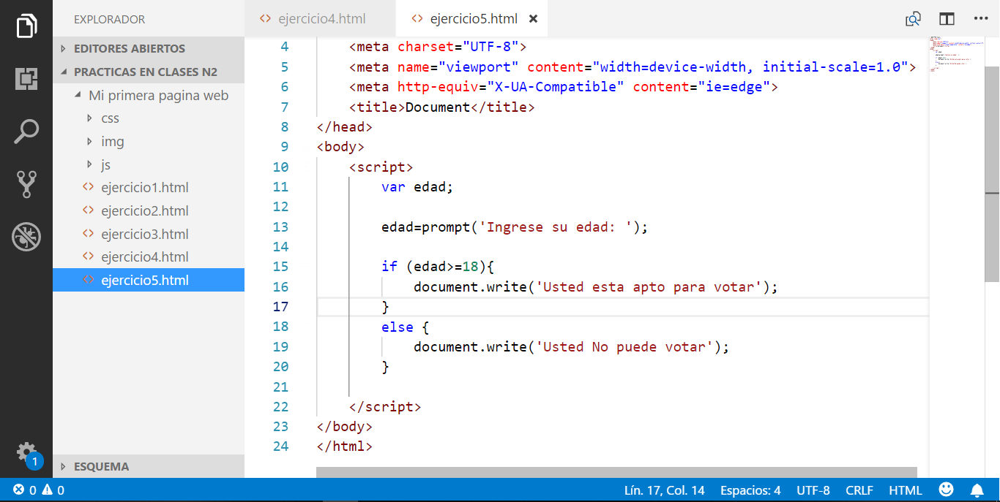 EXPLORADOR
EDITORES ABIERTOS
PRACTICAS EN CLASES N2
Mi primera pagina web
css
img
js
<> ejercicio1.html
<> ejercicio2.html
<> ejercicio3.html
<> ejercicio4.html
<> ejercicio5.html
ESQUEMA
1
<> ejercicio4.html
<> ejercicio5.html ×
4 <meta charset="UTF-8">
5 <meta name="viewport" content="width=device-width, initial-scale=1.0">
6 <meta http-equiv="X-UA-Compatible" content="ie=edge">
7 <title>Document</title>
8 </head>
9 <body>
10 <script>
11 var edad;
12
13 edad=prompt('Ingrese su edad: ');
14
15 if (edad>=18){
16 document.write('Usted esta apto para votar');
17 }
18 else {
19 document.write('Usted No puede votar');
20 }
21
22 </script>
23 </body>
24 </html>
0 0 Lín. 17, Col. 14 Espacios: 4 UTF-8 CRLF HTML